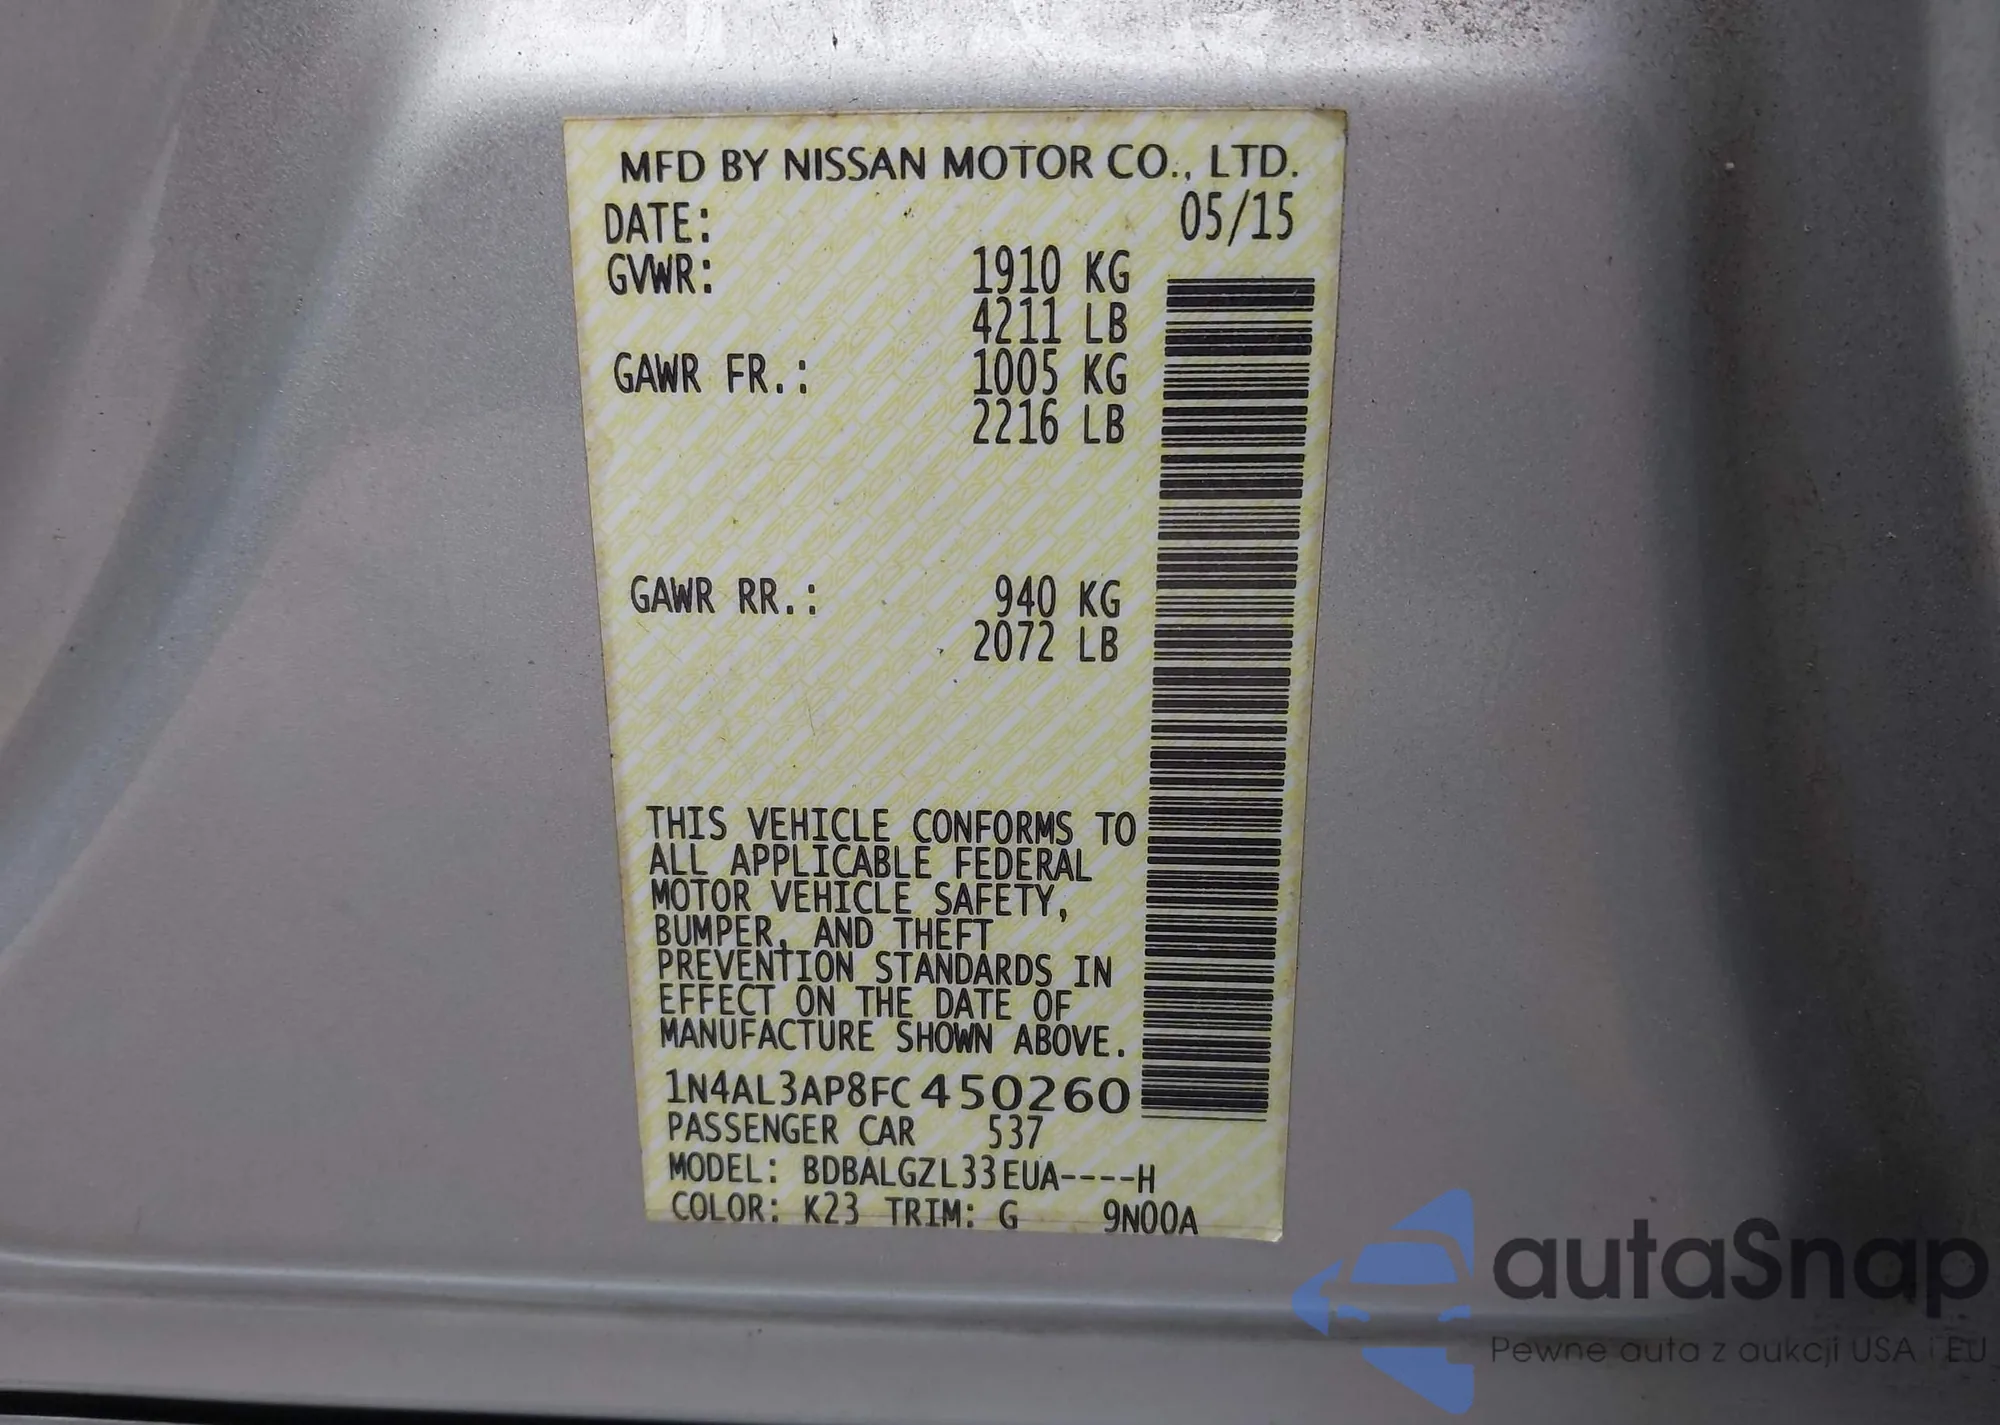 MFD BY NISSAN MOTOR CO., LTD.
DATE: 05/15
GVWR: 1910 KG
4211 LB
GAWR FR.: 1005 KG
2216 LB
GAWR RR.: 940 KG
2072 LB
THIS VEHICLE CONFORMS TO
ALL APPLICABLE FEDERAL
MOTOR VEHICLE SAFETY,
BUMPER, AND THEFT
PREVENTION STANDARDS IN
EFFECT ON THE DATE OF
MANUFACTURE SHOWN ABOVE.
1N4AL3AP8FC450260
PASSENGER CAR 537
MODEL: BDBALGZL33EUA----H
COLOR: K23 TRIM: G 9N00A
autaSnap
Pewne auta z aukcji USA i EU